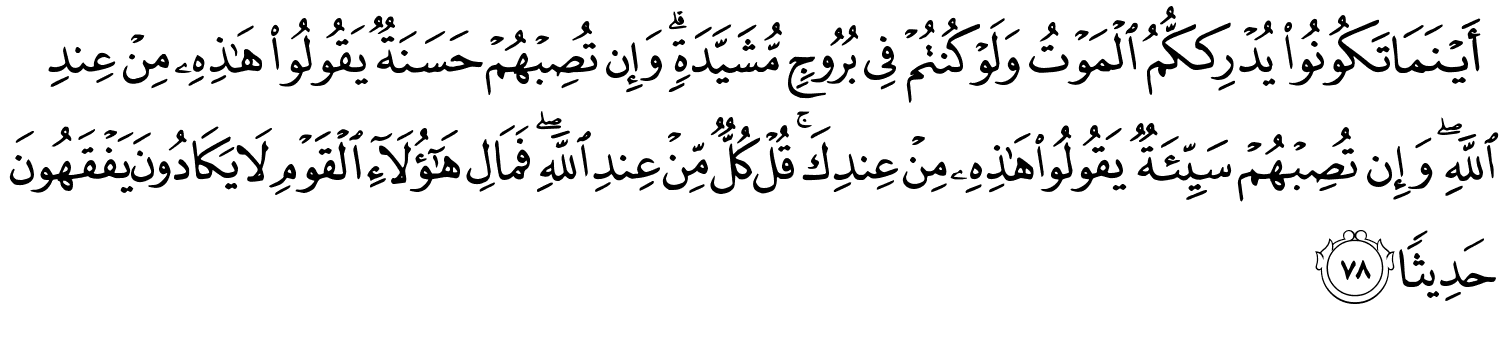 أَيْنَمَا تَكُونُوا۟ يُدْرِككُّمُ ٱلْمَوْتُ وَلَوْ كُنتُمْ فِى بُرُوجٍ مُّشَيَّدَةٍ ۗ وَإِن تُصِبْهُمْ حَسَنَةٌ يَقُولُوا۟ هَـٰذِهِۦ مِنْ عِندِ
ٱللَّهِ ۖ وَإِن تُصِبْهُمْ سَيِّئَةٌ يَقُولُوا۟ هَـٰذِهِۦ مِنْ عِندِكَ ۚ قُلْ كُلٌّ مِّنْ عِندِ ٱللَّهِ ۖ فَمَالِ هَـٰٓؤُلَآءِ ٱلْقَوْمِ لَا يَكَادُونَ يَفْقَهُونَ
حَدِيثًا ٧٨